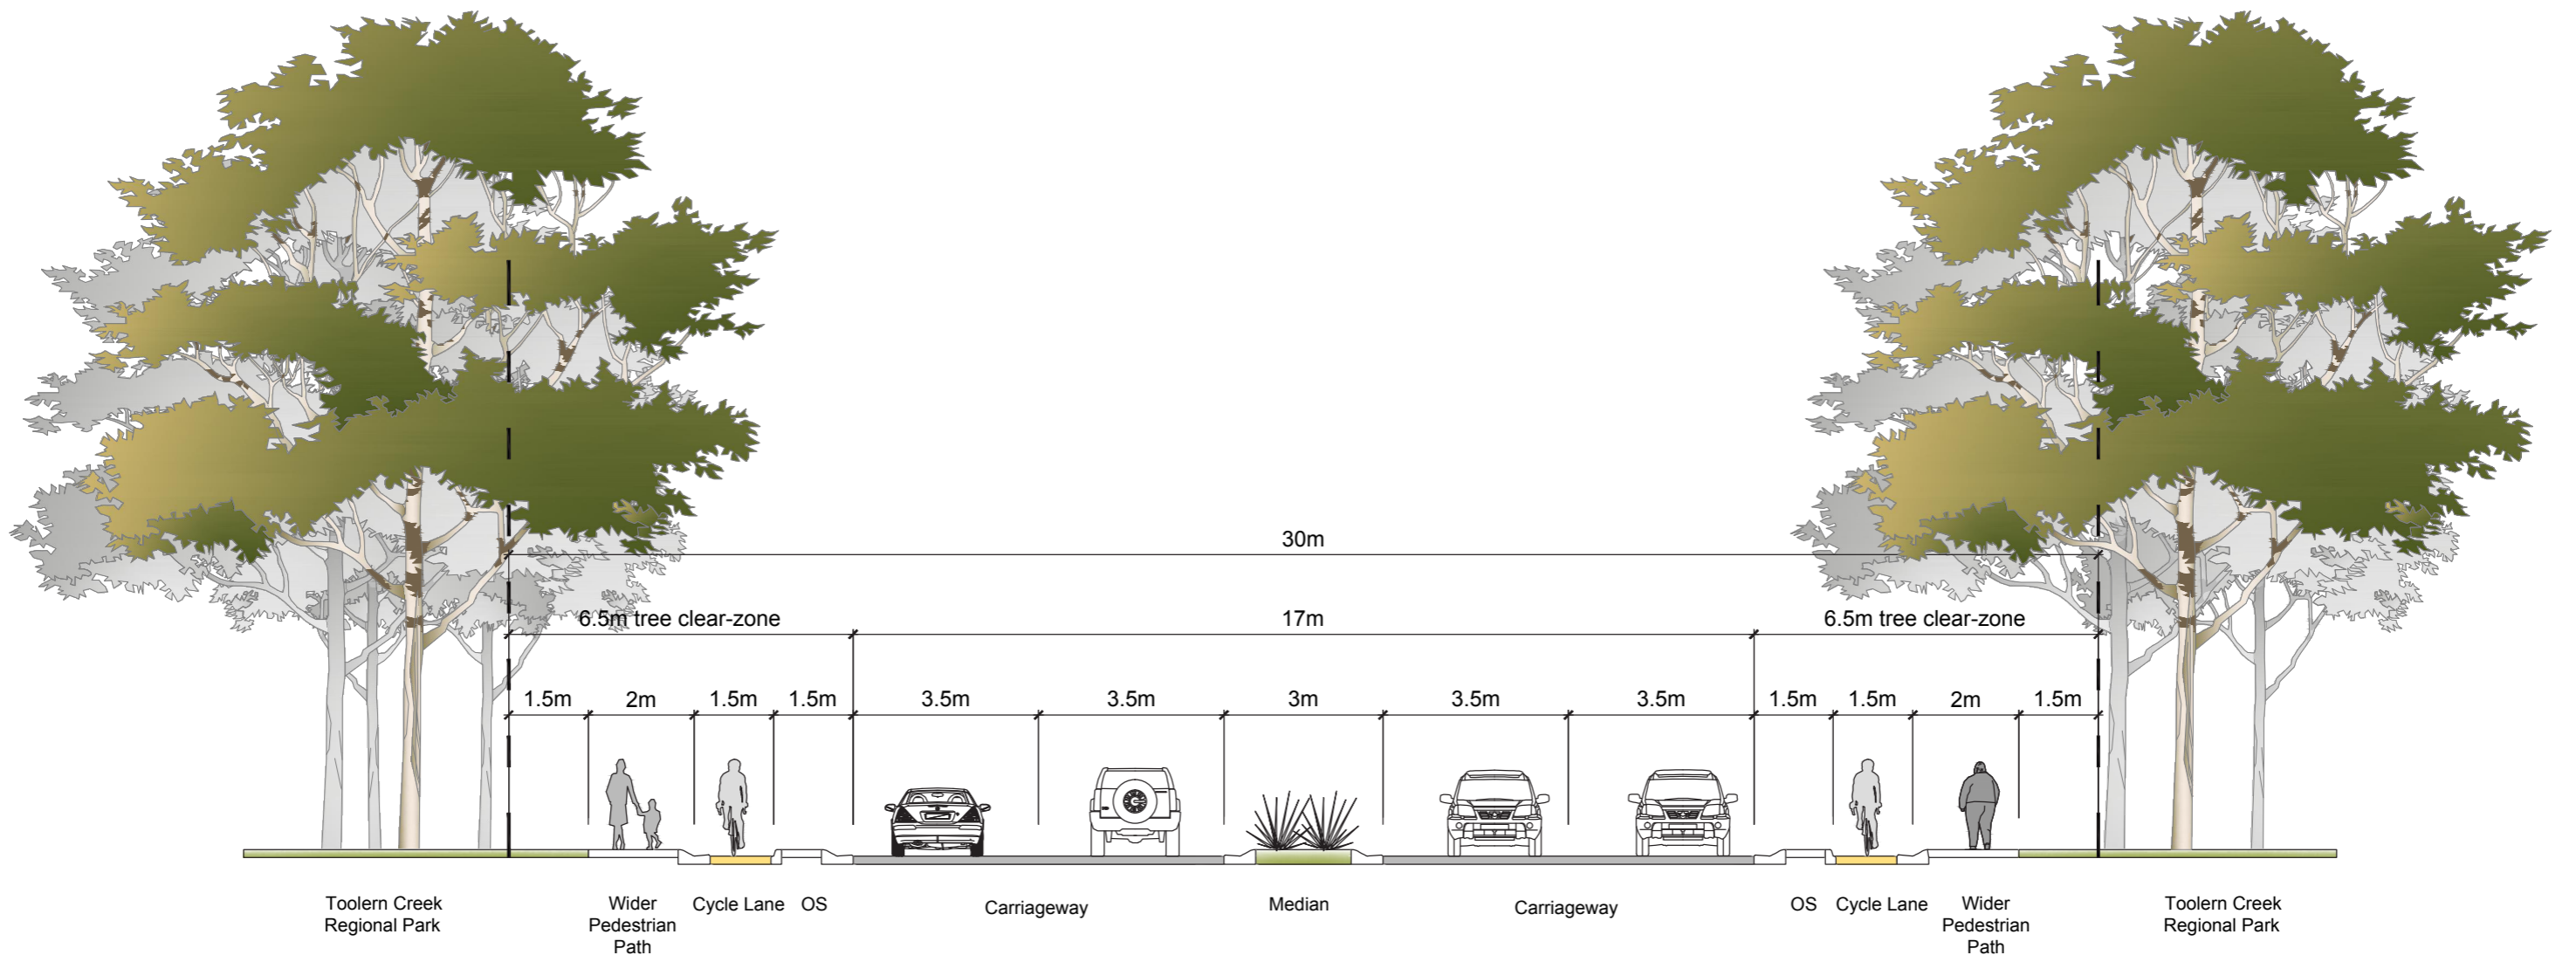 30m
6.5m tree clear-zone
17m
6.5m tree clear-zone
1.5m
2m
1.5m
1.5m
3.5m
3.5m
3m
3.5m
3.5m
1.5m
1.5m
2m
1.5m
Toolern Creek
Regional Park
Wider
Pedestrian
Path
Cycle Lane
OS
Carriageway
Median
Carriageway
OS
Cycle Lane
Wider
Pedestrian
Path
Toolern Creek
Regional Park